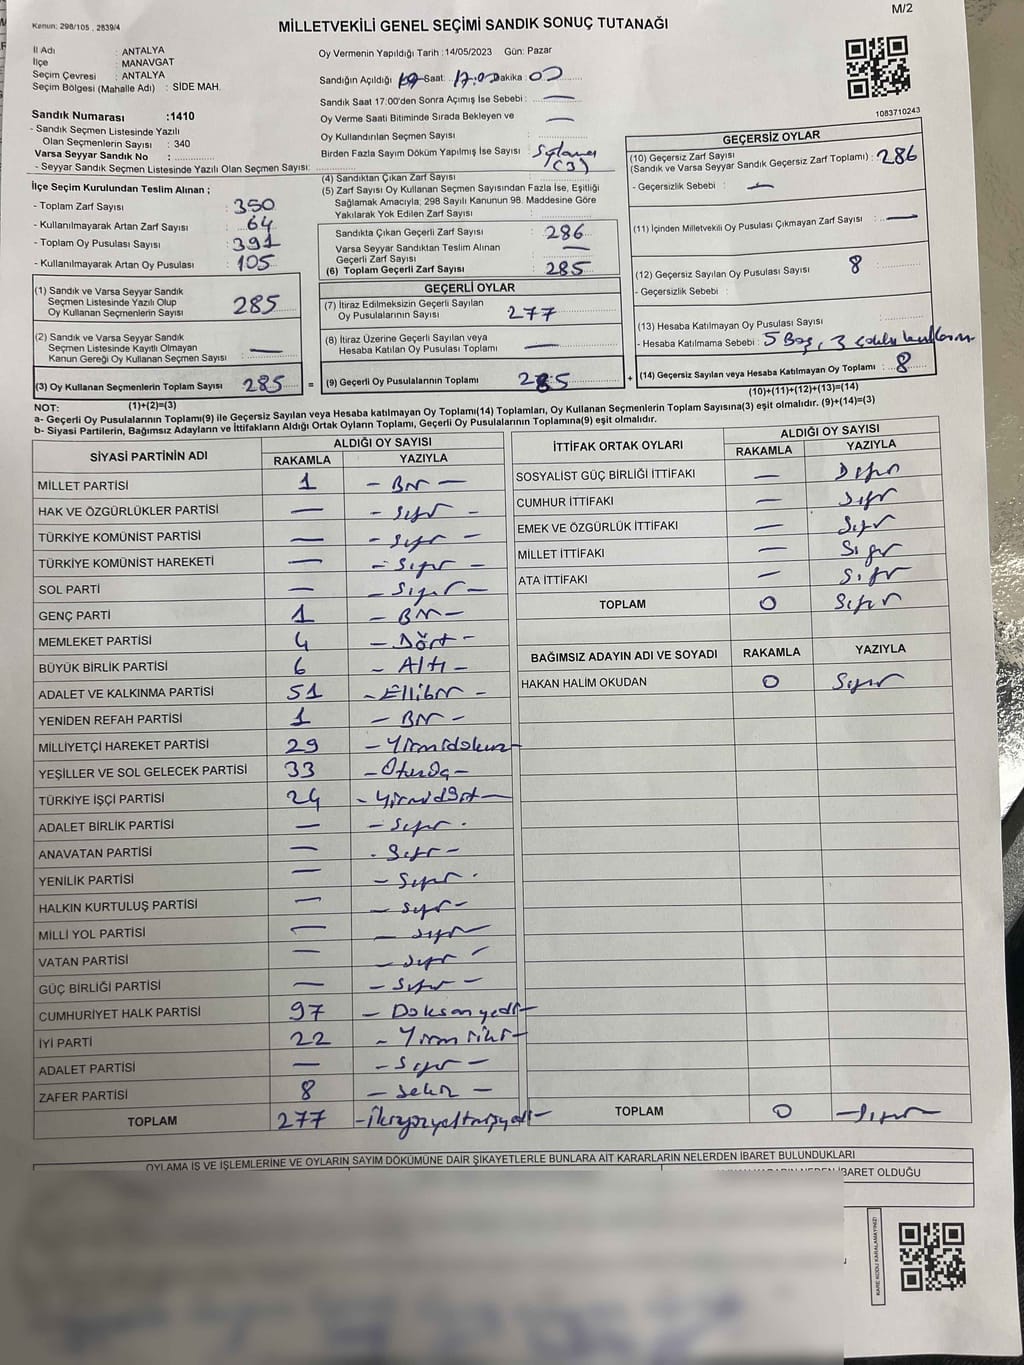 M/2
Kanun: 298/105 , 2839/4
MİLLETVEKİLİ GENEL SEÇİMİ SANDIK SONUÇ TUTANAĞI
İl Adı : ANTALYA
İlçe : MANAVGAT
Seçim Çevresi : ANTALYA
Seçim Bölgesi (Mahalle Adı) : SİDE MAH.
Oy Vermenin Yapıldığı Tarih : 14/05/2023 Gün: Pazar
Sandığın Açıldığı Saat: 17:00 Dakika 00
Sandık Saat 17:00'den Sonra Açımış İse Sebebi : —
Oy Verme Saati Bitiminde Sırada Bekleyen ve —
Oy Kullandırılan Seçmen Sayısı :
Birden Fazla Sayım Döküm Yapılmış İse Sayısı : (3)
1083710243
Sandık Numarası :1410
- Sandık Seçmen Listesinde Yazılı
Olan Seçmenlerin Sayısı : 340
Varsa Seyyar Sandık No :
- Seyyar Sandık Seçmen Listesinde Yazılı Olan Seçmen Sayısı:
İlçe Seçim Kurulundan Teslim Alınan ;
- Toplam Zarf Sayısı : 350
- Kullanılmayarak Artan Zarf Sayısı : 64
- Toplam Oy Pusulası Sayısı : 391
- Kullanılmayarak Artan Oy Pusulası : 105
(1) Sandık ve Varsa Seyyar Sandık
Seçmen Listesinde Yazılı Olup
Oy Kullanan Seçmenlerin Sayısı : 285
(2) Sandık ve Varsa Seyyar Sandık
Seçmen Listesinde Kayıtlı Olmayan
Kanun Gereği Oy Kullanan Seçmen Sayısı : —
(3) Oy Kullanan Seçmenlerin Toplam Sayısı 285 =
(1)+(2)=(3)
(4) Sandıktan Çıkan Zarf Sayısı :
(5) Zarf Sayısı Oy Kullanan Seçmen Sayısından Fazla İse, Eşitliği
Sağlamak Amacıyla, 298 Sayılı Kanunun 98. Maddesine Göre
Yakılarak Yok Edilen Zarf Sayısı :
Sandıkta Çıkan Geçerli Zarf Sayısı : 286
Varsa Seyyar Sandıktan Teslim Alınan
Geçerli Zarf Sayısı : —
(6) Toplam Geçerli Zarf Sayısı : 285
GEÇERLİ OYLAR
(7) İtiraz Edilmeksizin Geçerli Sayılan
Oy Pusulalarının Sayısı : 277
(8) İtiraz Üzerine Geçerli Sayılan veya
Hesaba Katılan Oy Pusulaları Toplamı : —
(9) Geçerli Oy Pusulalarının Toplamı 285 +
GEÇERSİZ OYLAR
(10) Geçersiz Zarf Sayısı
(Sandık ve Varsa Seyyar Sandık Geçersiz Zarf Toplamı) : 286
- Geçersizlik Sebebi : —
(11) İçinden Milletvekili Oy Pusulası Çıkmayan Zarf Sayısı : —
(12) Geçersiz Sayılan Oy Pusulası Sayısı : 8
- Geçersizlik Sebebi :
(13) Hesaba Katılmayan Oy Pusulası Sayısı :
- Hesaba Katılmama Sebebi : 5 Boş, 3
(14) Geçersiz Sayılan veya Hesaba Katılmayan Oy Toplamı : 8
(10)+(11)+(12)+(13)=(14)
NOT:
a- Geçerli Oy Pusulalarının Toplamı(9) ile Geçersiz Sayılan veya Hesaba katılmayan Oy Toplamı(14) Toplamları, Oy Kullanan Seçmenlerin Toplam Sayısına(3) eşit olmalıdır. (9)+(14)=(3)
b- Siyasi Partilerin, Bağımsız Adayların ve İttifakların Aldığı Ortak Oyların Toplamı, Geçerli Oy Pusulalarının Toplamına(9) eşit olmalıdır.
SİYASİ PARTİNİN ADI ALDIĞI OY SAYISI
RAKAMLA YAZIYLA
MİLLET PARTİSİ 1 – Bir –
HAK VE ÖZGÜRLÜKLER PARTİSİ — – Sıfır –
TÜRKİYE KOMÜNİST PARTİSİ — – Sıfır –
TÜRKİYE KOMÜNİST HAREKETİ — – Sıfır –
SOL PARTİ — – Sıfır –
GENÇ PARTİ 1 – Bir –
MEMLEKET PARTİSİ 4 – Dört –
BÜYÜK BİRLİK PARTİSİ 6 – Altı –
ADALET VE KALKINMA PARTİSİ 51 – Ellibir –
YENİDEN REFAH PARTİSİ 1 – Bir –
MİLLİYETÇİ HAREKET PARTİSİ 29 – Yirmidokuz –
YEŞİLLER VE SOL GELECEK PARTİSİ 33 – Otuzüç –
TÜRKİYE İŞÇİ PARTİSİ 24 – Yirmidört –
ADALET BİRLİK PARTİSİ — – Sıfır –
ANAVATAN PARTİSİ — – Sıfır –
YENİLİK PARTİSİ — – Sıfır –
HALKIN KURTULUŞ PARTİSİ — – Sıfır –
MİLLİ YOL PARTİSİ — – Sıfır –
VATAN PARTİSİ — – Sıfır –
GÜÇ BİRLİĞİ PARTİSİ — – Sıfır –
CUMHURİYET HALK PARTİSİ 97 – Doksanyedi –
İYİ PARTİ 22 – Yirmiiki –
ADALET PARTİSİ — – Sıfır –
ZAFER PARTİSİ 8 – Sekiz –
TOPLAM 277 – İkiyüzyetmişyedi –
İTTİFAK ORTAK OYLARI ALDIĞI OY SAYISI
RAKAMLA YAZIYLA
SOSYALİST GÜÇ BİRLİĞİ İTTİFAKI — Sıfır
CUMHUR İTTİFAKI — Sıfır
EMEK VE ÖZGÜRLÜK İTTİFAKI — Sıfır
MİLLET İTTİFAKI — Sıfır
ATA İTTİFAKI — Sıfır
TOPLAM 0 Sıfır
BAĞIMSIZ ADAYIN ADI VE SOYADI RAKAMLA YAZIYLA
HAKAN HALİM OKUDAN 0 Sıfır
TOPLAM 0 – Sıfır –
OYLAMA İŞ VE İŞLEMLERİNE VE OYLARIN SAYIM DÖKÜMÜNE DAİR ŞİKAYETLERLE BUNLARA AİT KARARLARIN NELERDEN İBARET BULUNDUKLARI
NEDEN İBARET OLDUĞU
KARE KODU KARALAMAYINIZ!